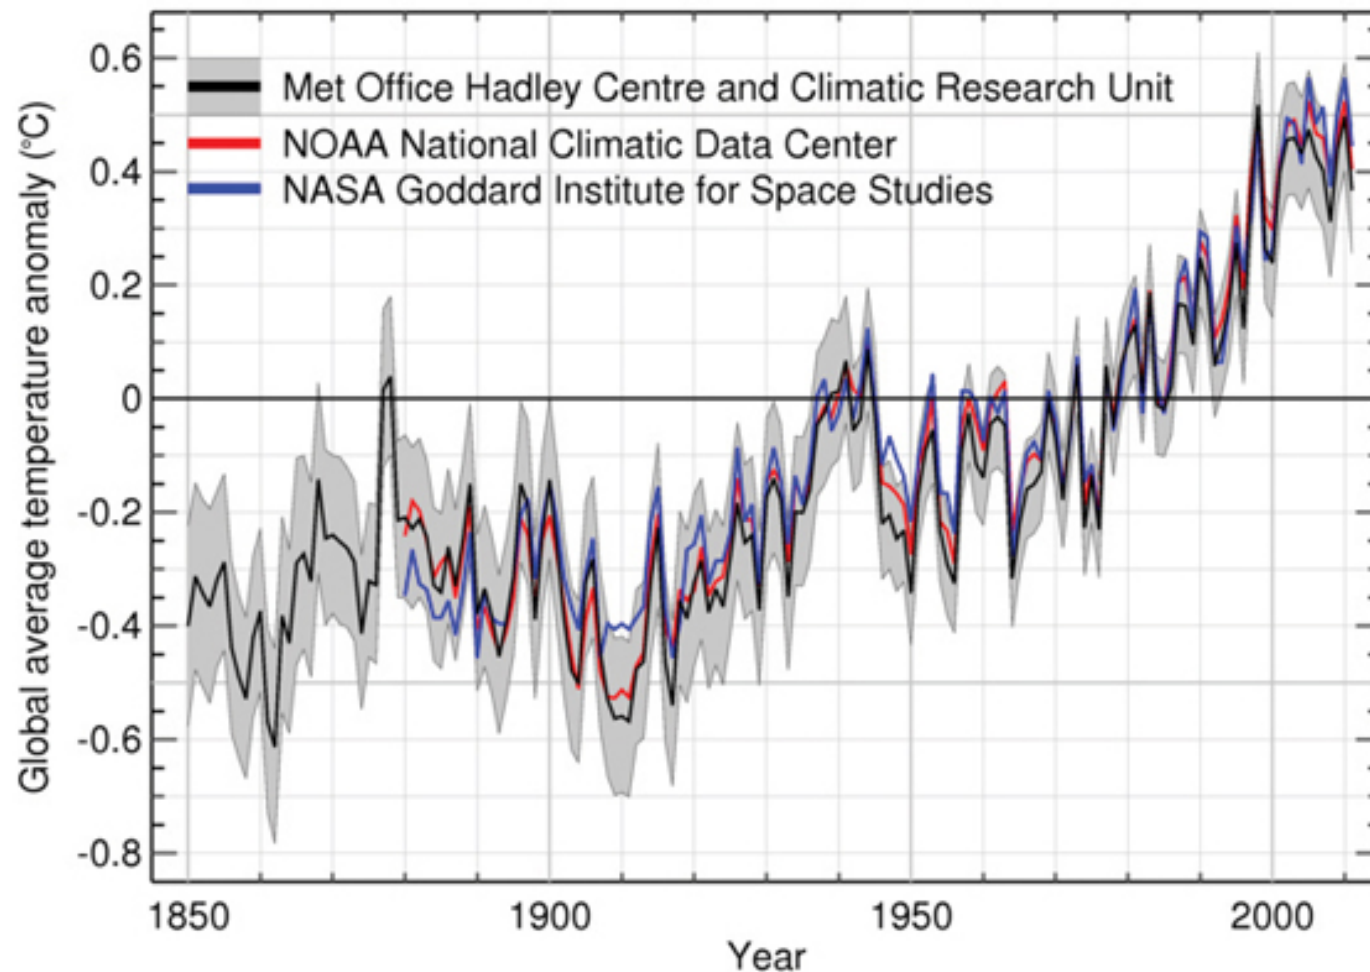 Global average temperature anomaly (°C)
0.6
0.4
0.2
0
-0.2
-0.4
-0.6
-0.8
Met Office Hadley Centre and Climatic Research Unit
NOAA National Climatic Data Center
NASA Goddard Institute for Space Studies
1850 1900 1950 2000
Year